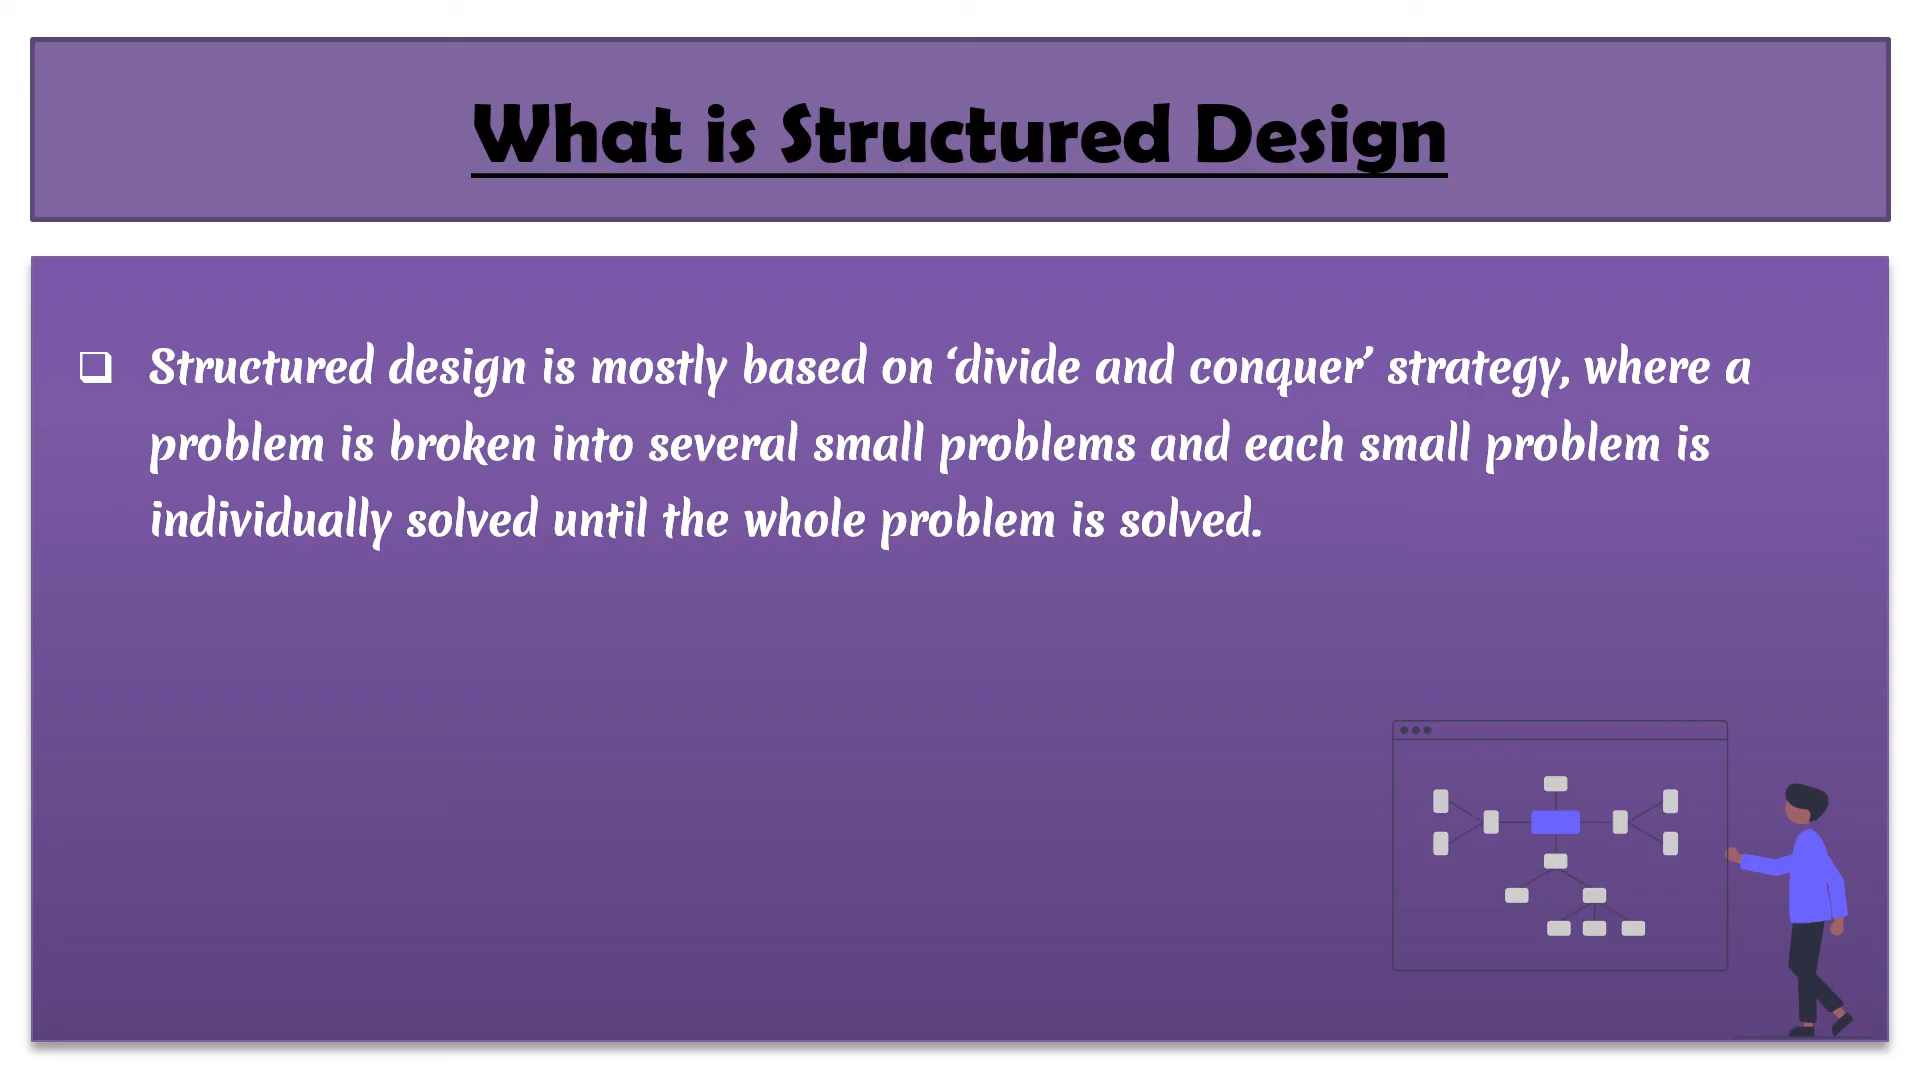 What is Structured Design
Structured design is mostly based on ‘divide and conquer’ strategy, where a
problem is broken into several small problems and each small problem is
individually solved until the whole problem is solved.